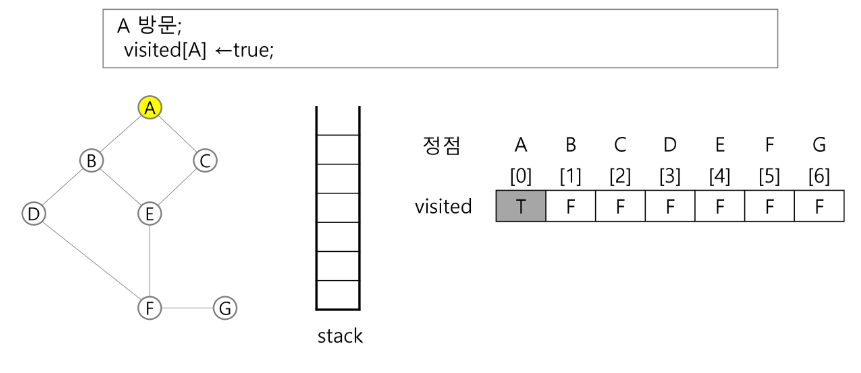 A 방문;
visited[A] ←true;
A
B
C
D
E
F
G
stack
정점 A B C D E F G
[0] [1] [2] [3] [4] [5] [6]
visited T F F F F F F